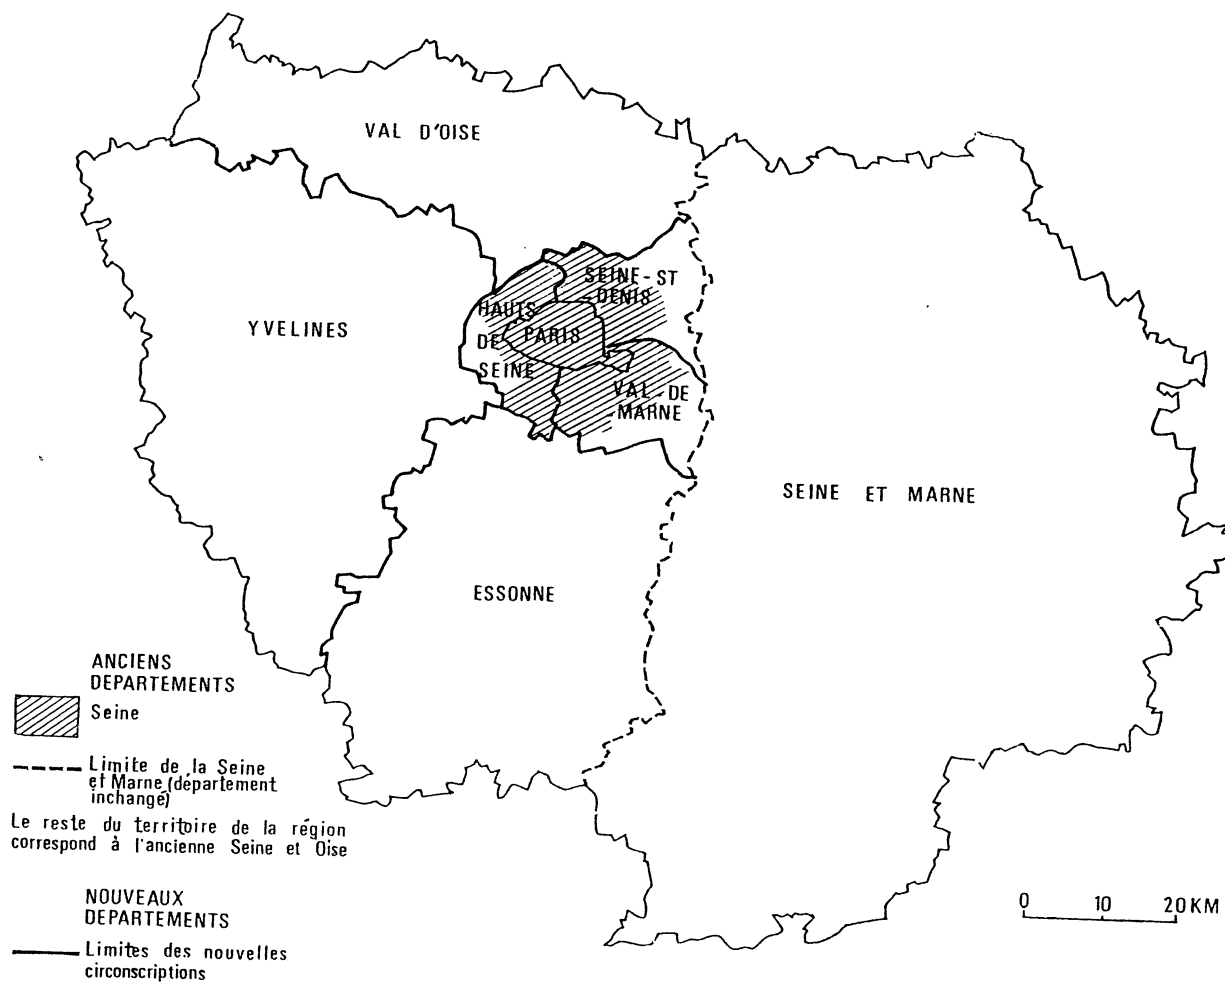 VAL D'OISE
SEINE-ST
DENIS
HAUTS
YVELINES
PARIS
DE
SEINE
VAL-DE
MARNE
SEINE ET MARNE
ESSONNE
ANCIENS
DEPARTEMENTS
Seine
Limite de la Seine
et Marne (département
inchangé)
Le reste du territoire de la région
correspond à l'ancienne Seine et Oise
NOUVEAUX
DEPARTEMENTS
Limites des nouvelles
circonscriptions
0 10 20 KM